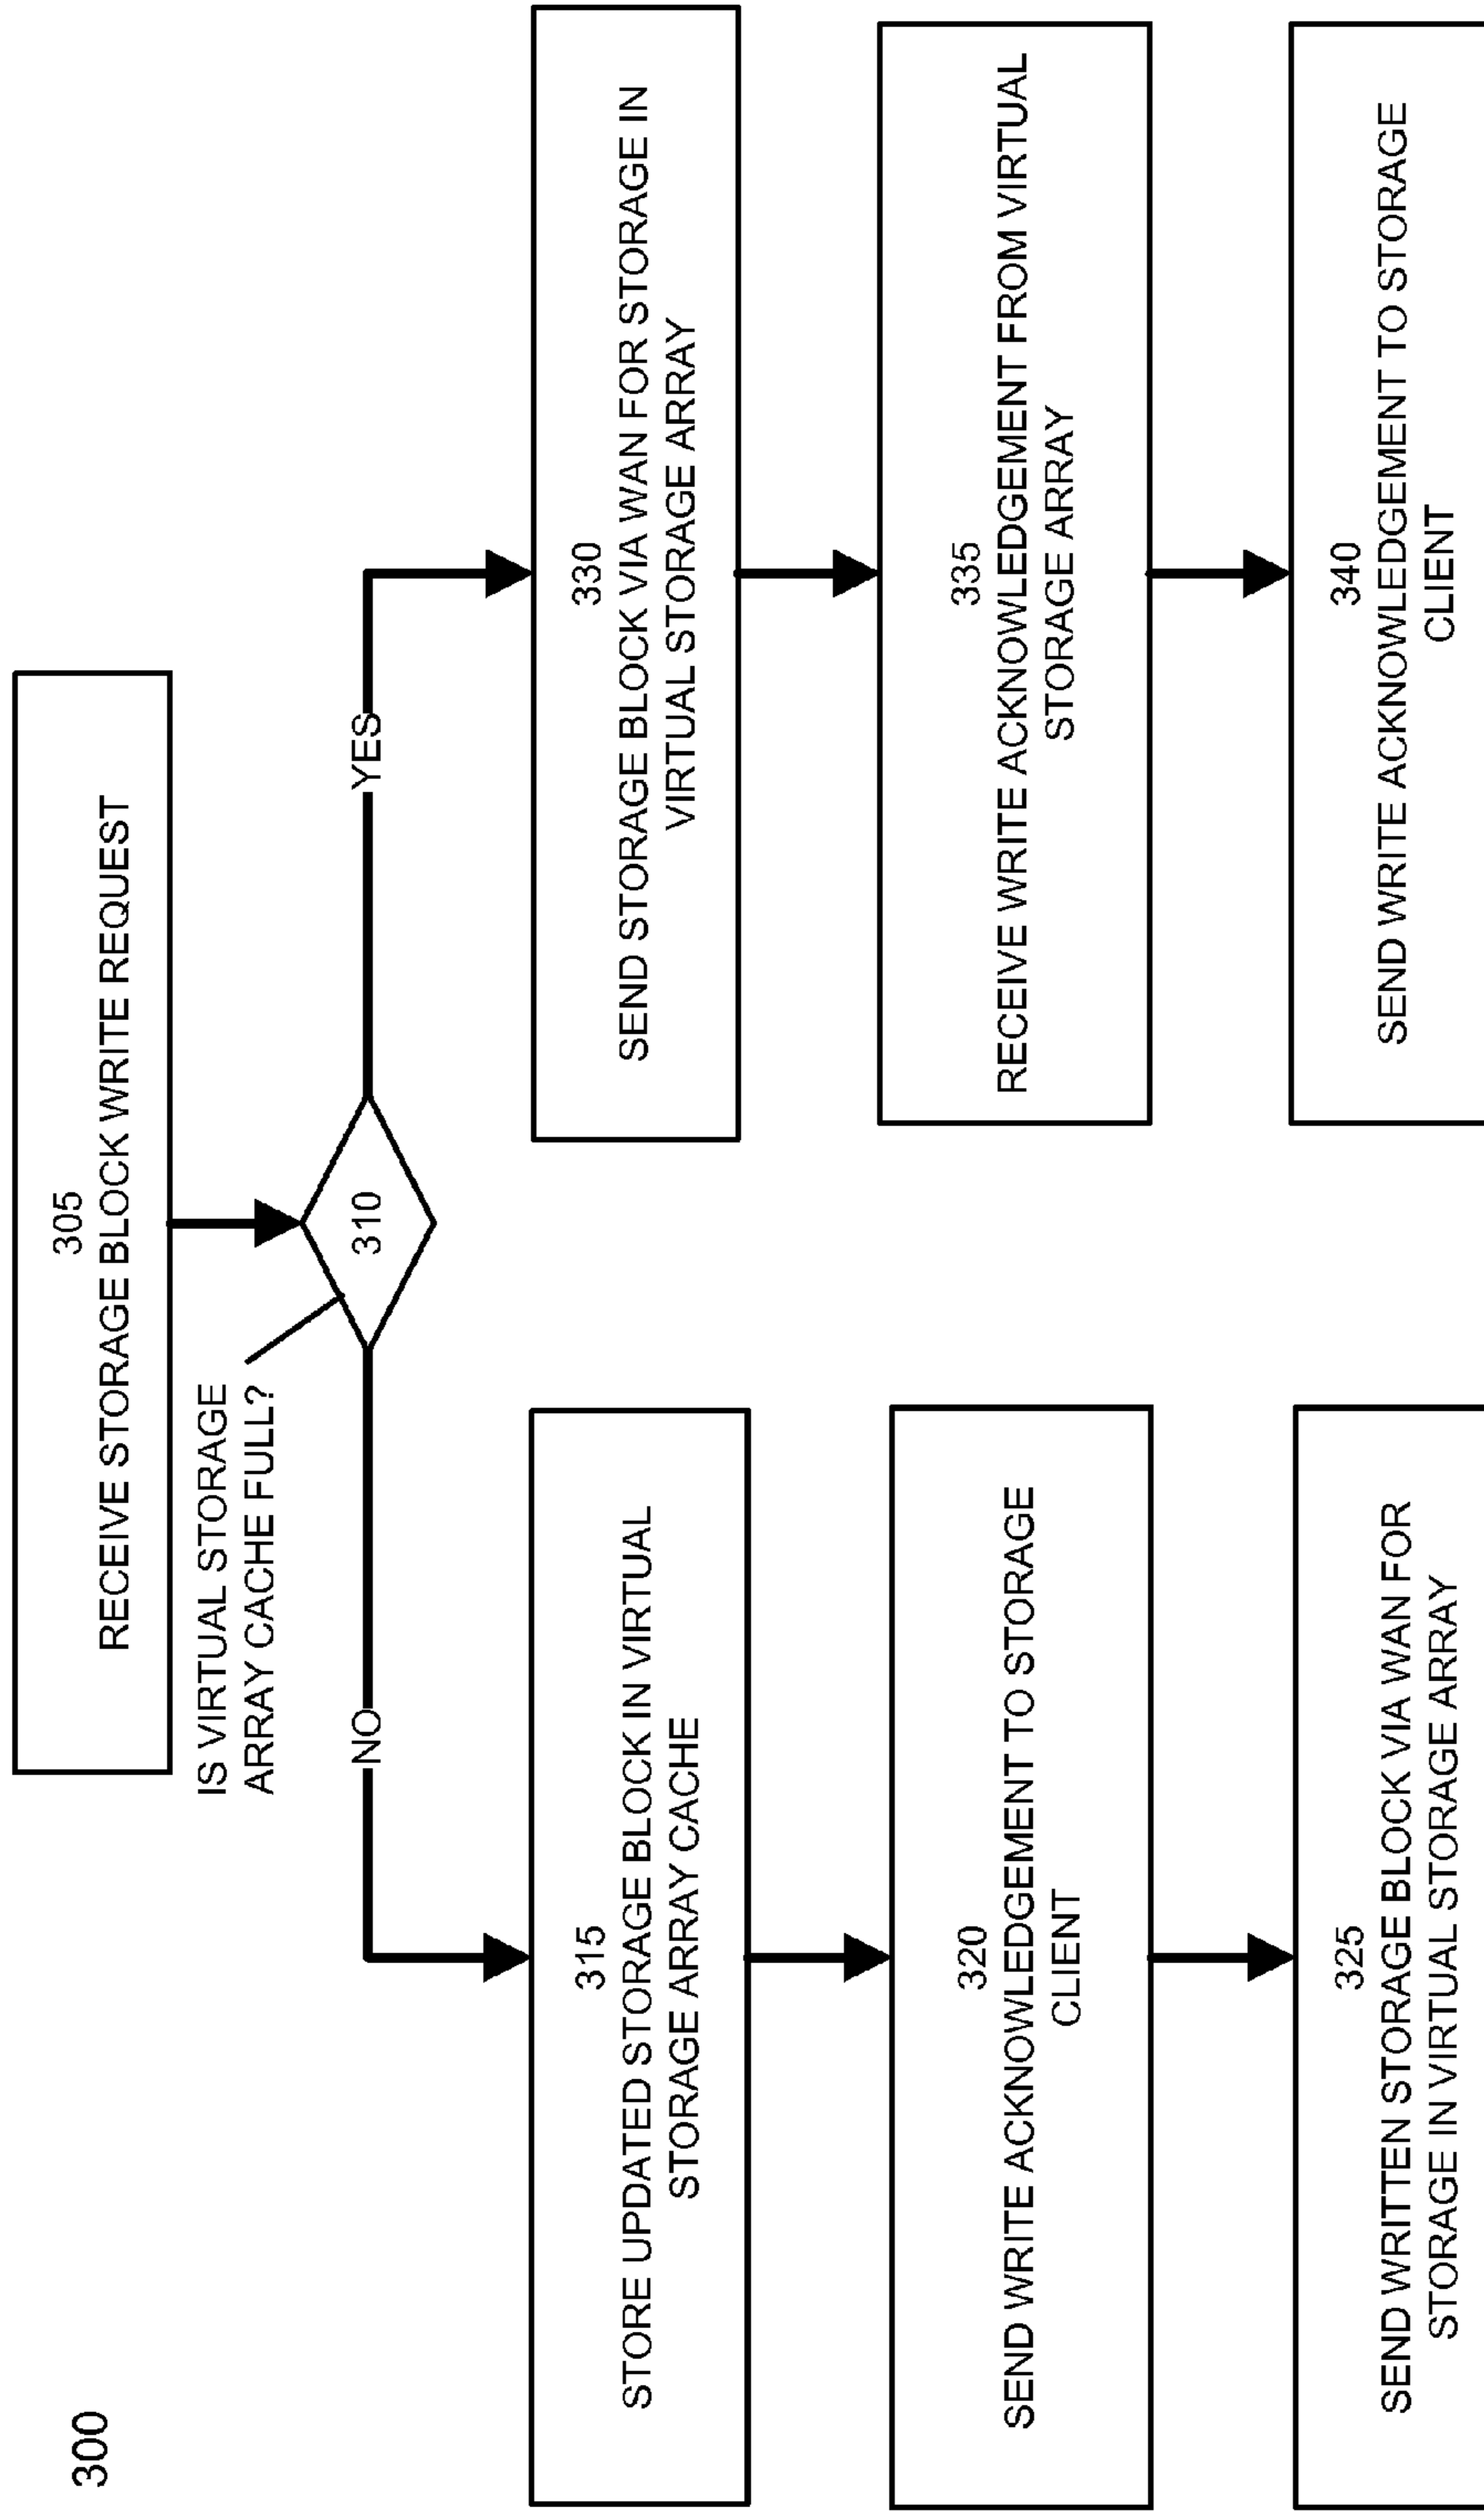 300
305
RECEIVE STORAGE BLOCK WRITE REQUEST
IS VIRTUAL STORAGE
ARRAY CACHE FULL?
310
NO
YES
315
STORE UPDATED STORAGE BLOCK IN VIRTUAL
STORAGE ARRAY CACHE
320
SEND WRITE ACKNOWLEDGEMENT TO STORAGE
CLIENT
325
SEND WRITTEN STORAGE BLOCK VIA WAN FOR
STORAGE IN VIRTUAL STORAGE ARRAY
330
SEND STORAGE BLOCK VIA WAN FOR STORAGE IN
VIRTUAL STORAGE ARRAY
335
RECEIVE WRITE ACKNOWLEDGEMENT FROM VIRTUAL
STORAGE ARRAY
340
SEND WRITE ACKNOWLEDGEMENT TO STORAGE
CLIENT